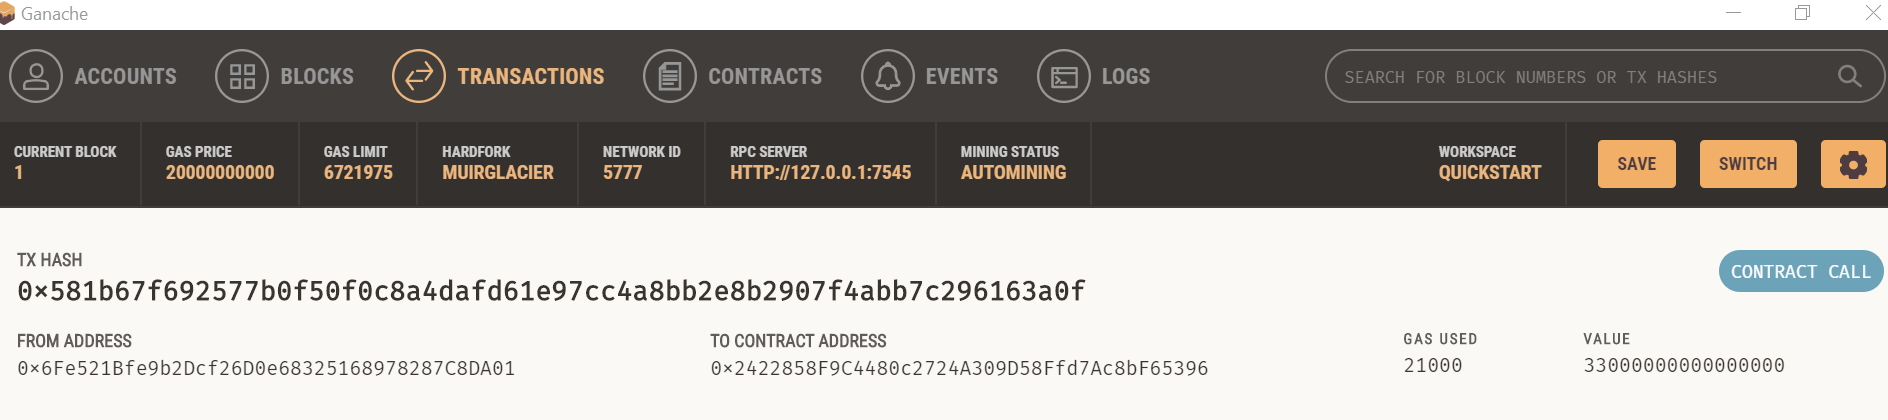 Ganache
ACCOUNTS BLOCKS TRANSACTIONS CONTRACTS EVENTS LOGS SEARCH FOR BLOCK NUMBERS OR TX HASHES
CURRENT BLOCK GAS PRICE GAS LIMIT HARDFORK NETWORK ID RPC SERVER MINING STATUS WORKSPACE
1 20000000000 6721975 MUIRGLACIER 5777 HTTP://127.0.0.1:7545 AUTOMINING QUICKSTART SAVE SWITCH
TX HASH
0×581b67f692577b0f50f0c8a4dafd61e97cc4a8bb2e8b2907f4abb7c296163a0f CONTRACT CALL
FROM ADDRESS TO CONTRACT ADDRESS GAS USED VALUE
0×6Fe521Bfe9b2Dcf26D0e68325168978287C8DA01 0×2422858F9C4480c2724A309D58Ffd7Ac8bF65396 21000 33000000000000000